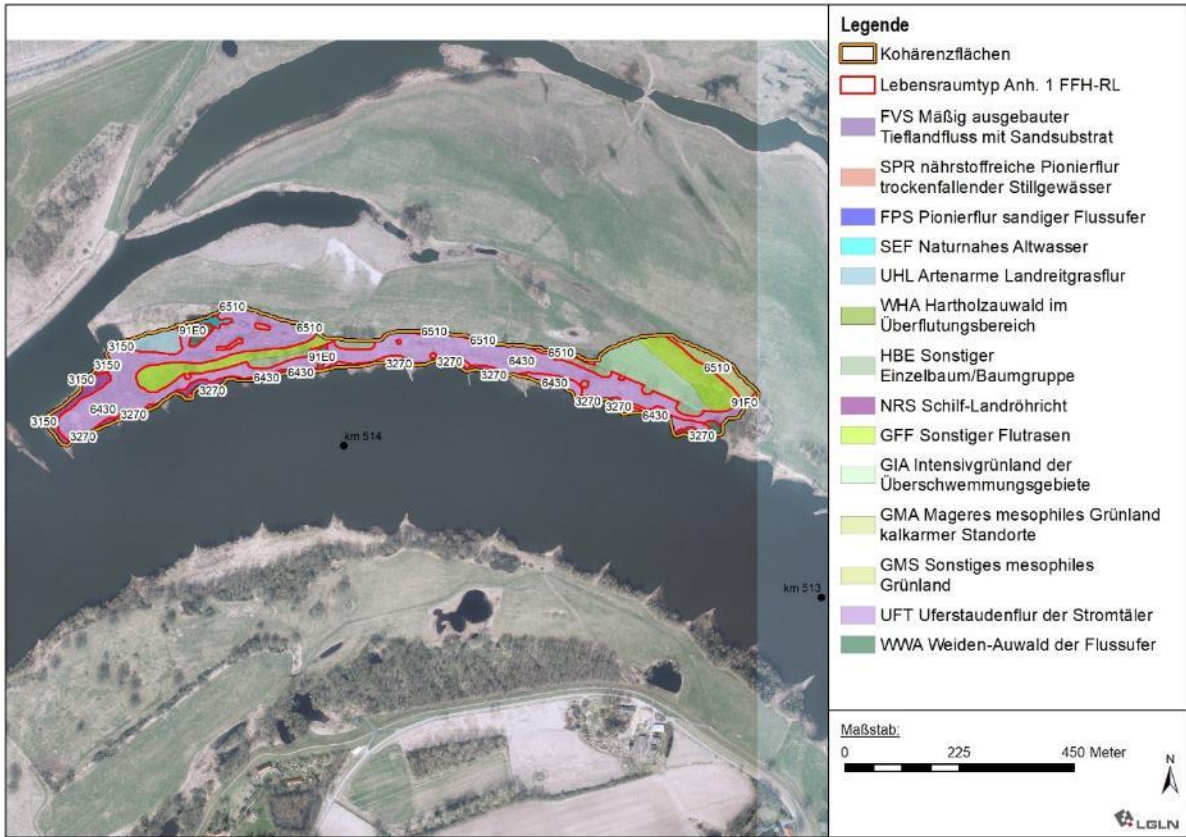 6510
91E0
6510
3150
3150
91E0
6510
6510
6430
6510
6510
3150
6430
6430
6430
3270
3270
3270
6430
91F0
3150
6430
3270
3270
3270
3270
6430
3270
3270
km 514
km 513
Legende
Kohärenzflächen
Lebensraumtyp Anh. 1 FFH-RL
FVS Mäßig ausgebauter
Tieflandfluss mit Sandsubstrat
SPR nährstoffreiche Pionierflur
trockenfallender Stillgewässer
FPS Pionierflur sandiger Flussufer
SEF Naturnahes Altwasser
UHL Artenarme Landreitgrasflur
WHA Hartholzauwald im
Überflutungsbereich
HBE Sonstiger
Einzelbaum/Baumgruppe
NRS Schilf-Landröhricht
GFF Sonstiger Flutrasen
GIA Intensivgrünland der
Überschwemmungsgebiete
GMA Mageres mesophiles Grünland
kalkarmer Standorte
GMS Sonstiges mesophiles
Grünland
UFT Uferstaudenflur der Stromtäler
WWA Weiden-Auwald der Flussufer
Maßstab:
0 225 450 Meter
N
LGLN